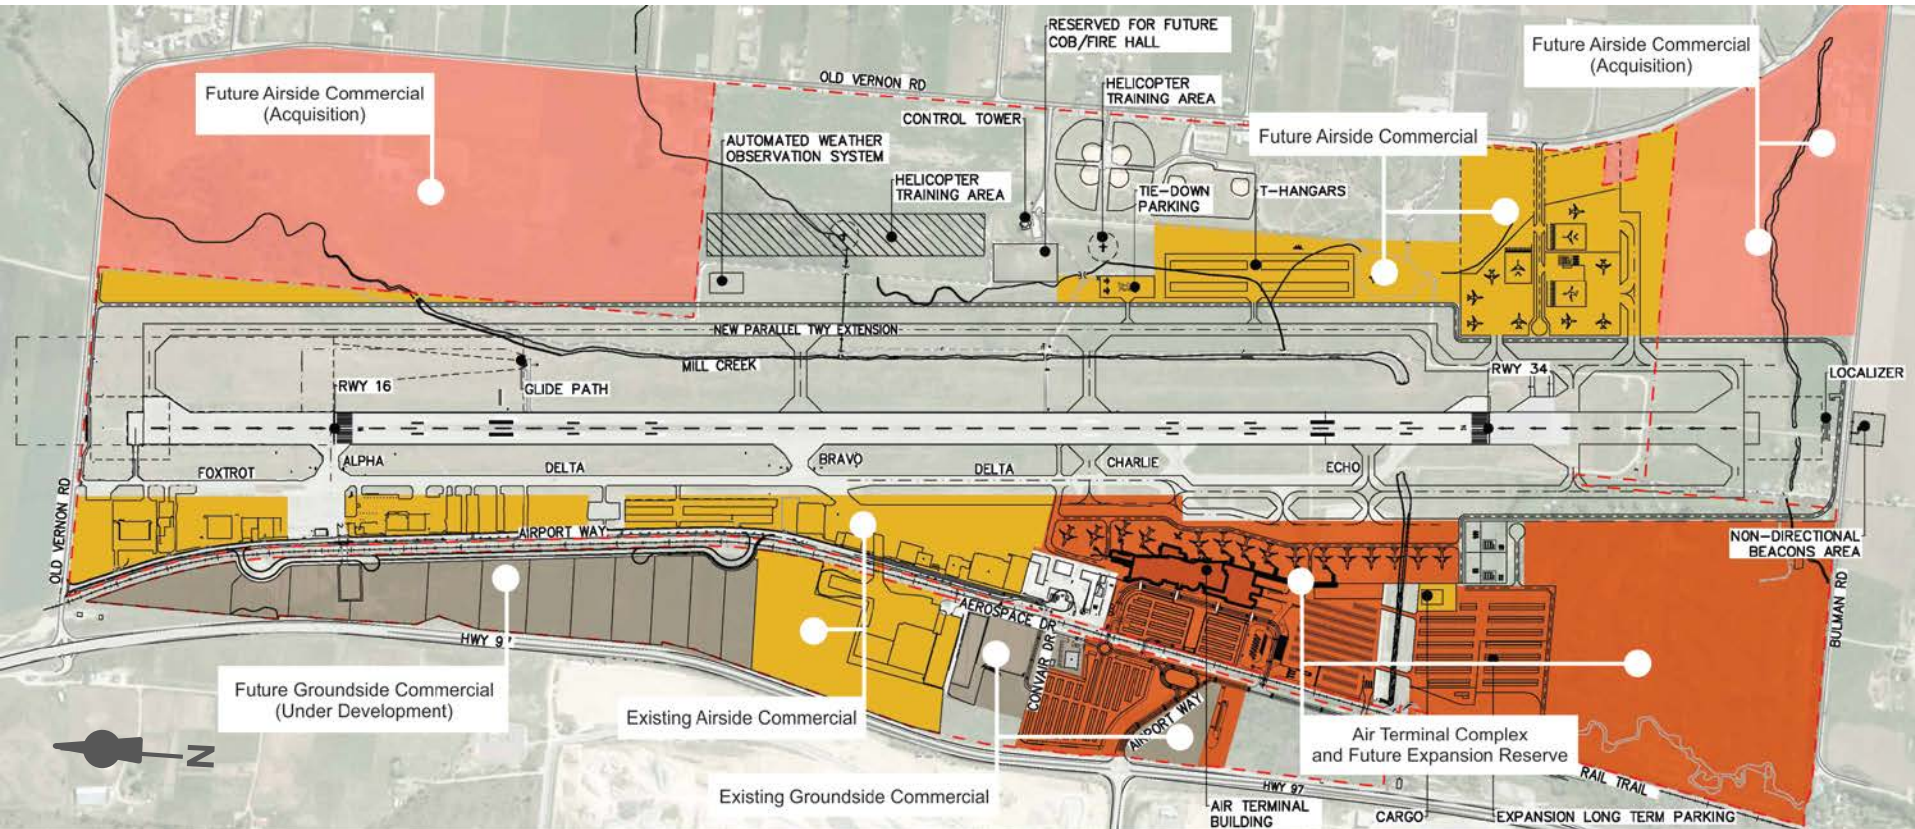 RESERVED FOR FUTURE
COB/FIRE HALL
Future Airside Commercial
(Acquisition)
OLD VERNON RD
HELICOPTER
TRAINING AREA
Future Airside Commercial
(Acquisition)
CONTROL TOWER
Future Airside Commercial
AUTOMATED WEATHER
OBSERVATION SYSTEM
HELICOPTER
TRAINING AREA
TIE-DOWN
PARKING
T-HANGARS
NEW PARALLEL TWY EXTENSION
MILL CREEK
RWY 16
GLIDE PATH
RWY 34
LOCALIZER
FOXTROT
ALPHA
DELTA
BRAVO
DELTA
CHARLIE
ECHO
OLD VERNON RD
AIRPORT WAY
NON-DIRECTIONAL
BEACONS AREA
BULMAN RD
AEROSPACE DR
CONVAIR DR
HWY 97
AIRPORT WAY
Future Groundside Commercial
(Under Development)
Existing Airside Commercial
Air Terminal Complex
and Future Expansion Reserve
N
Existing Groundside Commercial
RAIL TRAIL
HWY 97
AIR TERMINAL
BUILDING
CARGO
EXPANSION LONG TERM PARKING